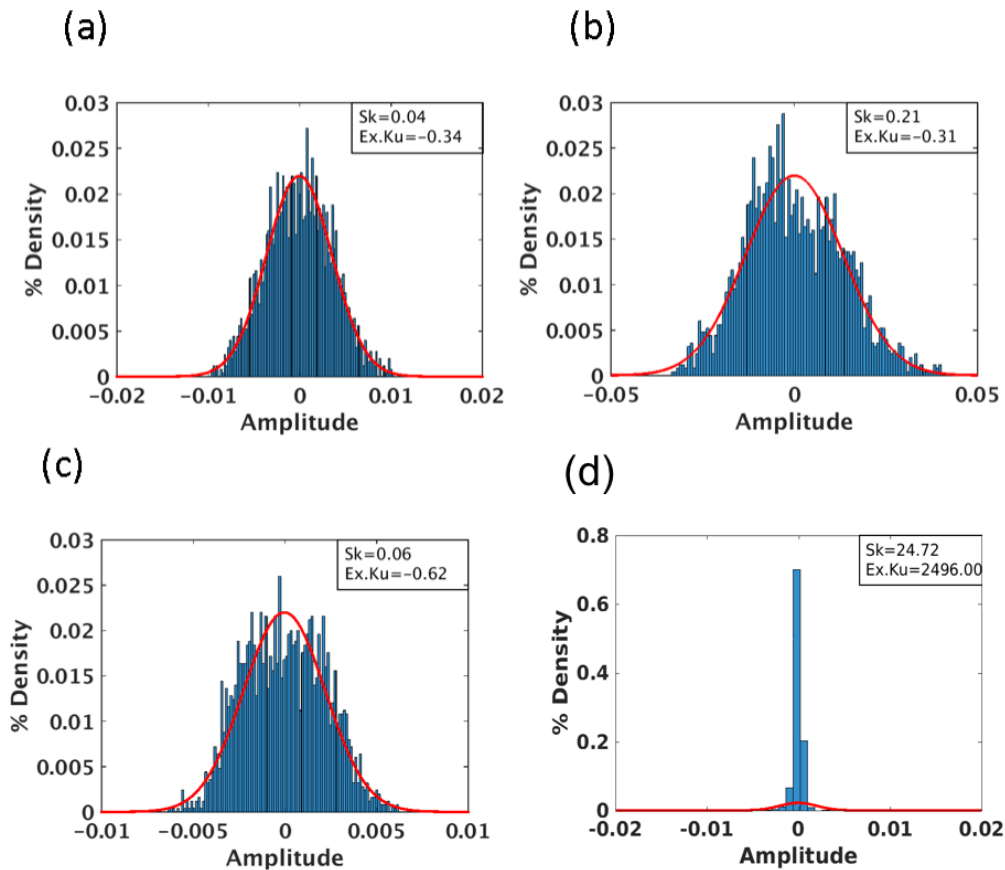 (a)
0.03
0.025
0.02
0.015
0.01
0.005
0
% Density
Sk=0.04
Ex.Ku=−0.34
−0.02
−0.01
0
0.01
0.02
Amplitude
(b)
0.03
0.025
0.02
0.015
0.01
0.005
0
% Density
Sk=0.21
Ex.Ku=−0.31
−0.05
0
0.05
Amplitude
(c)
0.03
0.025
0.02
0.015
0.01
0.005
0
% Density
Sk=0.06
Ex.Ku=−0.62
−0.01
−0.005
0
0.005
0.01
Amplitude
(d)
0.8
0.6
0.4
0.2
0
% Density
Sk=24.72
Ex.Ku=2496.00
-0.02
-0.01
0
0.01
0.02
Amplitude